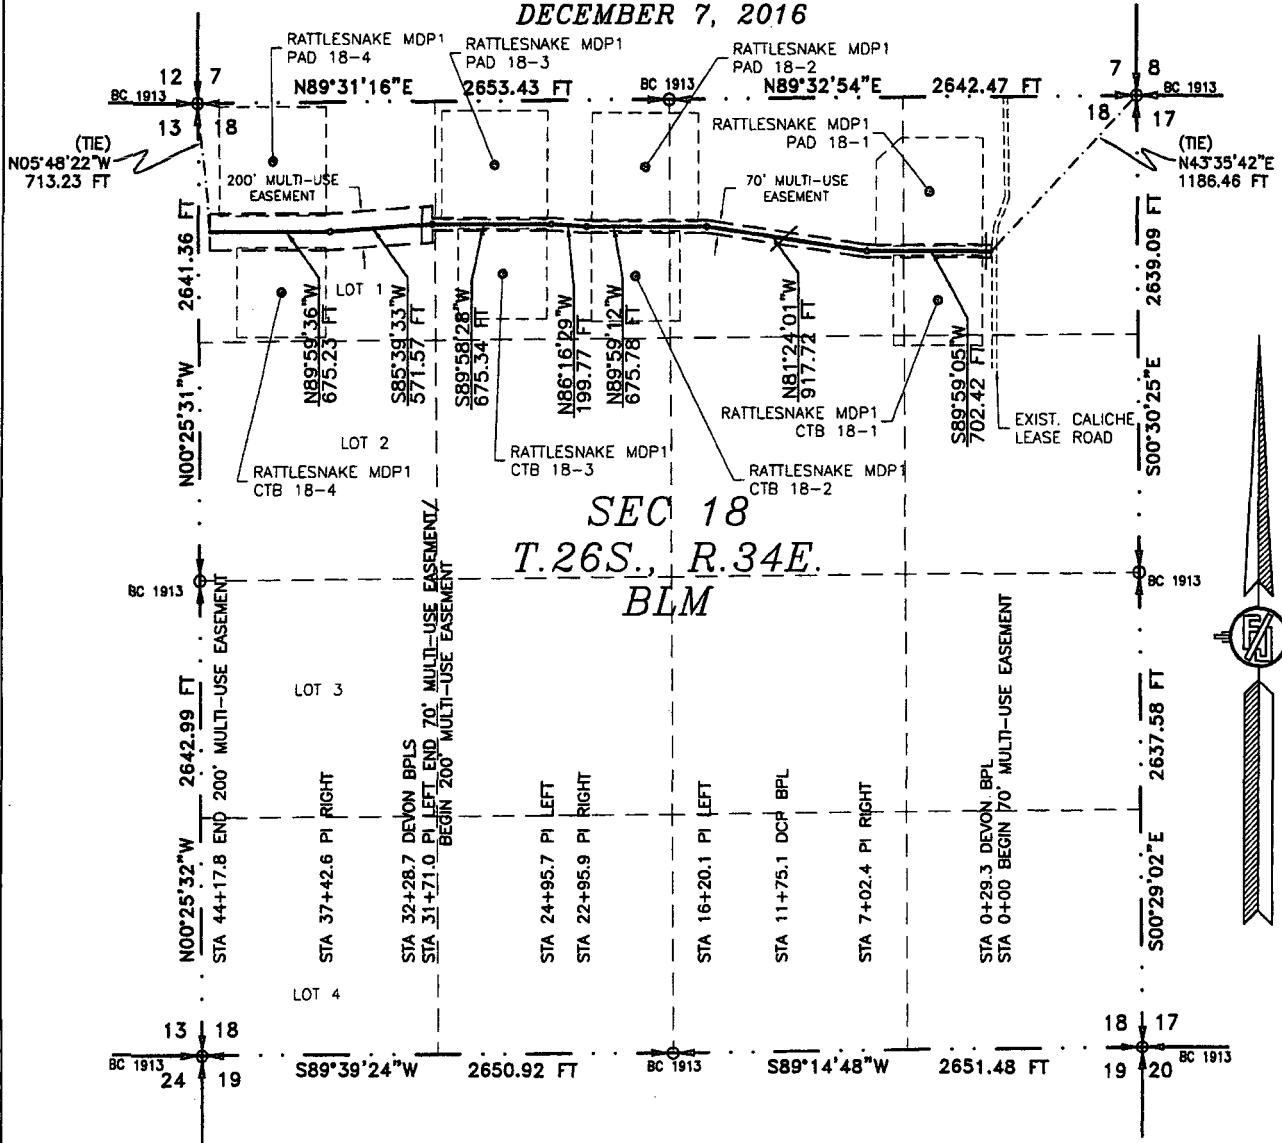 DECEMBER 7, 2016
RATTLESNAKE MDP1
PAD 18-4
RATTLESNAKE MDP1
PAD 18-3
RATTLESNAKE MDP1
PAD 18-2
12 7
BC 1913
N89°31'16"E 2653.43 FT
BC 1913
N89°32'54"E 2642.47 FT
7 8
BC 1913
13 18
18 17
RATTLESNAKE MDP1
PAD 18-1
(TIE)
N05°48'22"W
713.23 FT
(TIE)
N43°35'42"E
1186.46 FT
200' MULTI-USE
EASEMENT
70' MULTI-USE
EASEMENT
N00°25'31"W 2641.36 FT
S00°30'25"E 2639.09 FT
LOT 1
N89°59'36"W
675.23 FT
S85°39'33"W
571.57 FT
S89°58'28"W
675.34 FT
N86°16'29"W
199.77 FT
N89°59'12"W
675.78 FT
N81°24'01"W
917.72 FT
S89°59'05"W
702.42 FT
RATTLESNAKE MDP1
CTB 18-1
EXIST. CALICHE
LEASE ROAD
LOT 2
RATTLESNAKE MDP1
CTB 18-4
RATTLESNAKE MDP1
CTB 18-3
RATTLESNAKE MDP1
CTB 18-2
SEC 18
T.26S., R.34E.
BLM
BC 1913
BC 1913
LOT 3
N00°25'32"W 2642.99 FT
S00°29'02"E 2637.58 FT
STA 44+17.8 END 200' MULTI-USE EASEMENT
STA 37+42.6 PI RIGHT
STA 32+28.7 DEVON BPLS
STA 31+71.0 PI LEFT END 70' MULTI-USE EASEMENT/
BEGIN 200' MULTI-USE EASEMENT
STA 24+95.7 PI LEFT
STA 22+95.9 PI RIGHT
STA 16+20.1 PI LEFT
STA 11+75.1 DCP BPL
STA 7+02.4 PI RIGHT
STA 0+29.3 DEVON BPL
STA 0+00 BEGIN 70' MULTI-USE EASEMENT
LOT 4
13 18
BC 1913
24 19
S89°39'24"W 2650.92 FT
BC 1913
S89°14'48"W 2651.48 FT
18 17
BC 1913
19 20